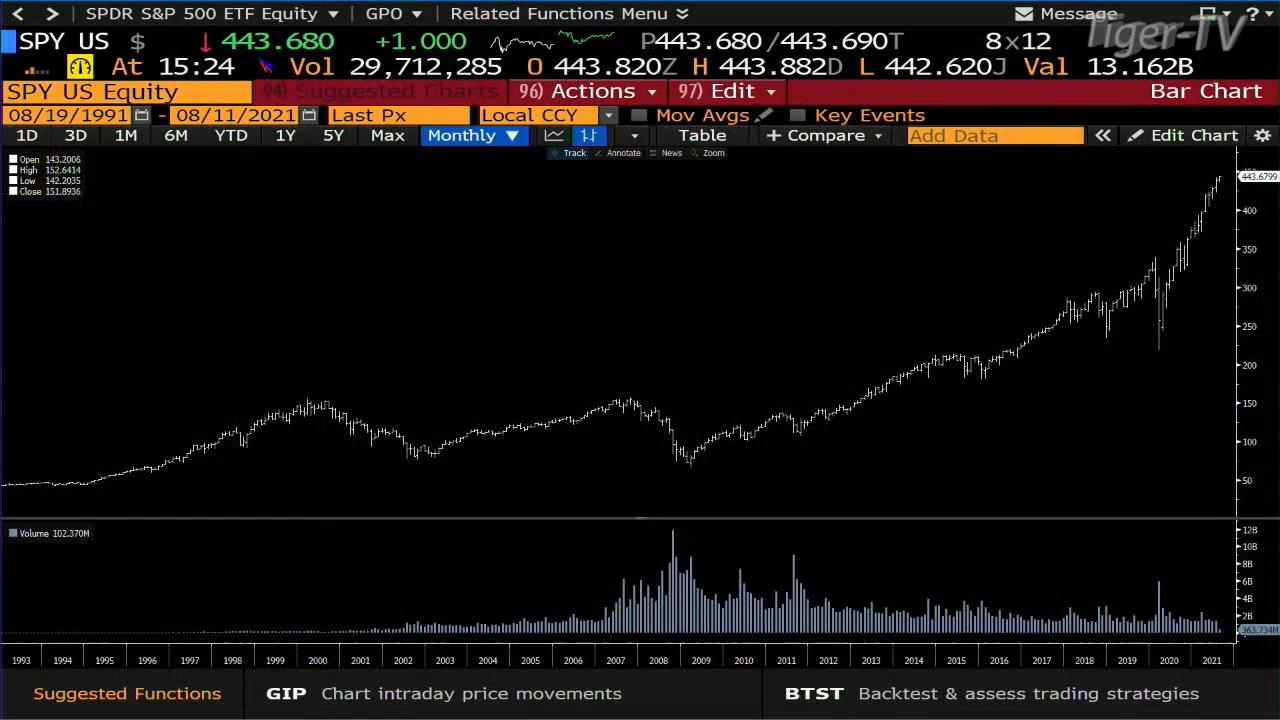 SPDR S&P 500 ETF Equity GPO Related Functions Menu Message ?
Tiger-TV
SPY US $ ↓ 443.680 +1.000 P443.680/443.690T 8x12
At 15:24 Vol 29,712,285 O 443.820Z H 443.882D L 442.620J Val 13.162B
SPY US Equity 94) Suggested Charts 96) Actions 97) Edit Bar Chart
08/19/1991 - 08/11/2021 Last Px Local CCY Mov Avgs Key Events
1D 3D 1M 6M YTD 1Y 5Y Max Monthly ▼ Table + Compare Add Data « Edit Chart
Track Annotate News Zoom
Open 143.2006
High 152.6414
Low 142.2035
Close 151.8936
443.6799
400
350
300
250
200
150
100
50
Volume 102.370M
12B
10B
8B
6B
4B
2B
363.734M
1993 1994 1995 1996 1997 1998 1999 2000 2001 2002 2003 2004 2005 2006 2007 2008 2009 2010 2011 2012 2013 2014 2015 2016 2017 2018 2019 2020 2021
Suggested Functions GIP Chart intraday price movements BTST Backtest & assess trading strategies